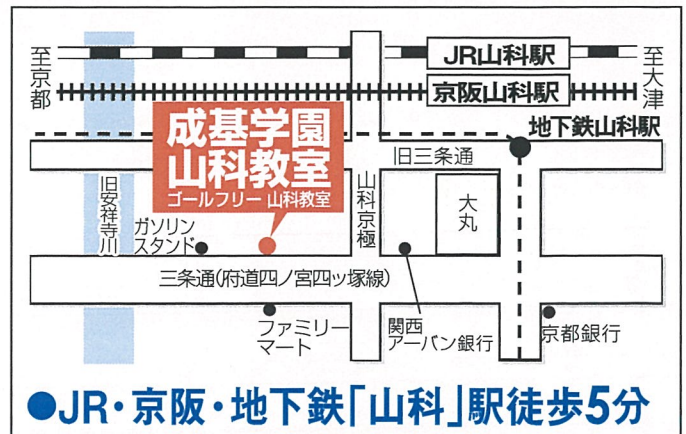 JR山科駅
至京都
至大津
京阪山科駅
地下鉄山科駅
成基学園
山科教室
ゴールフリー 山科教室
旧三条通
旧安祥寺川
山科京極
大丸
ガソリン
スタンド
三条通(府道四ノ宮四ッ塚線)
ファミリー
マート
関西
アーバン銀行
京都銀行
●JR・京阪・地下鉄「山科」駅徒歩5分